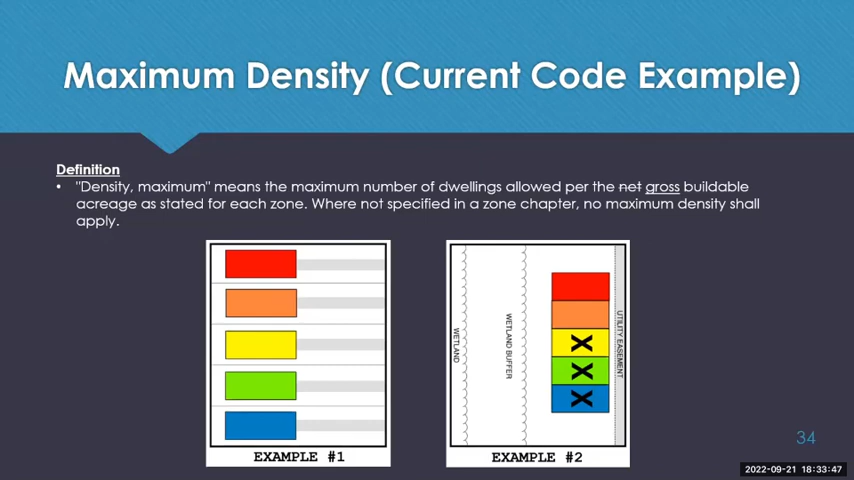 Maximum Density (Current Code Example)
Definition
• "Density, maximum" means the maximum number of dwellings allowed per the net gross buildable
acreage as stated for each zone. Where not specified in a zone chapter, no maximum density shall
apply.
WETLAND
WETLAND BUFFER
X
X
X
UTILITY EASEMENT
EXAMPLE #1
EXAMPLE #2
34
2022-09-21 18:33:47